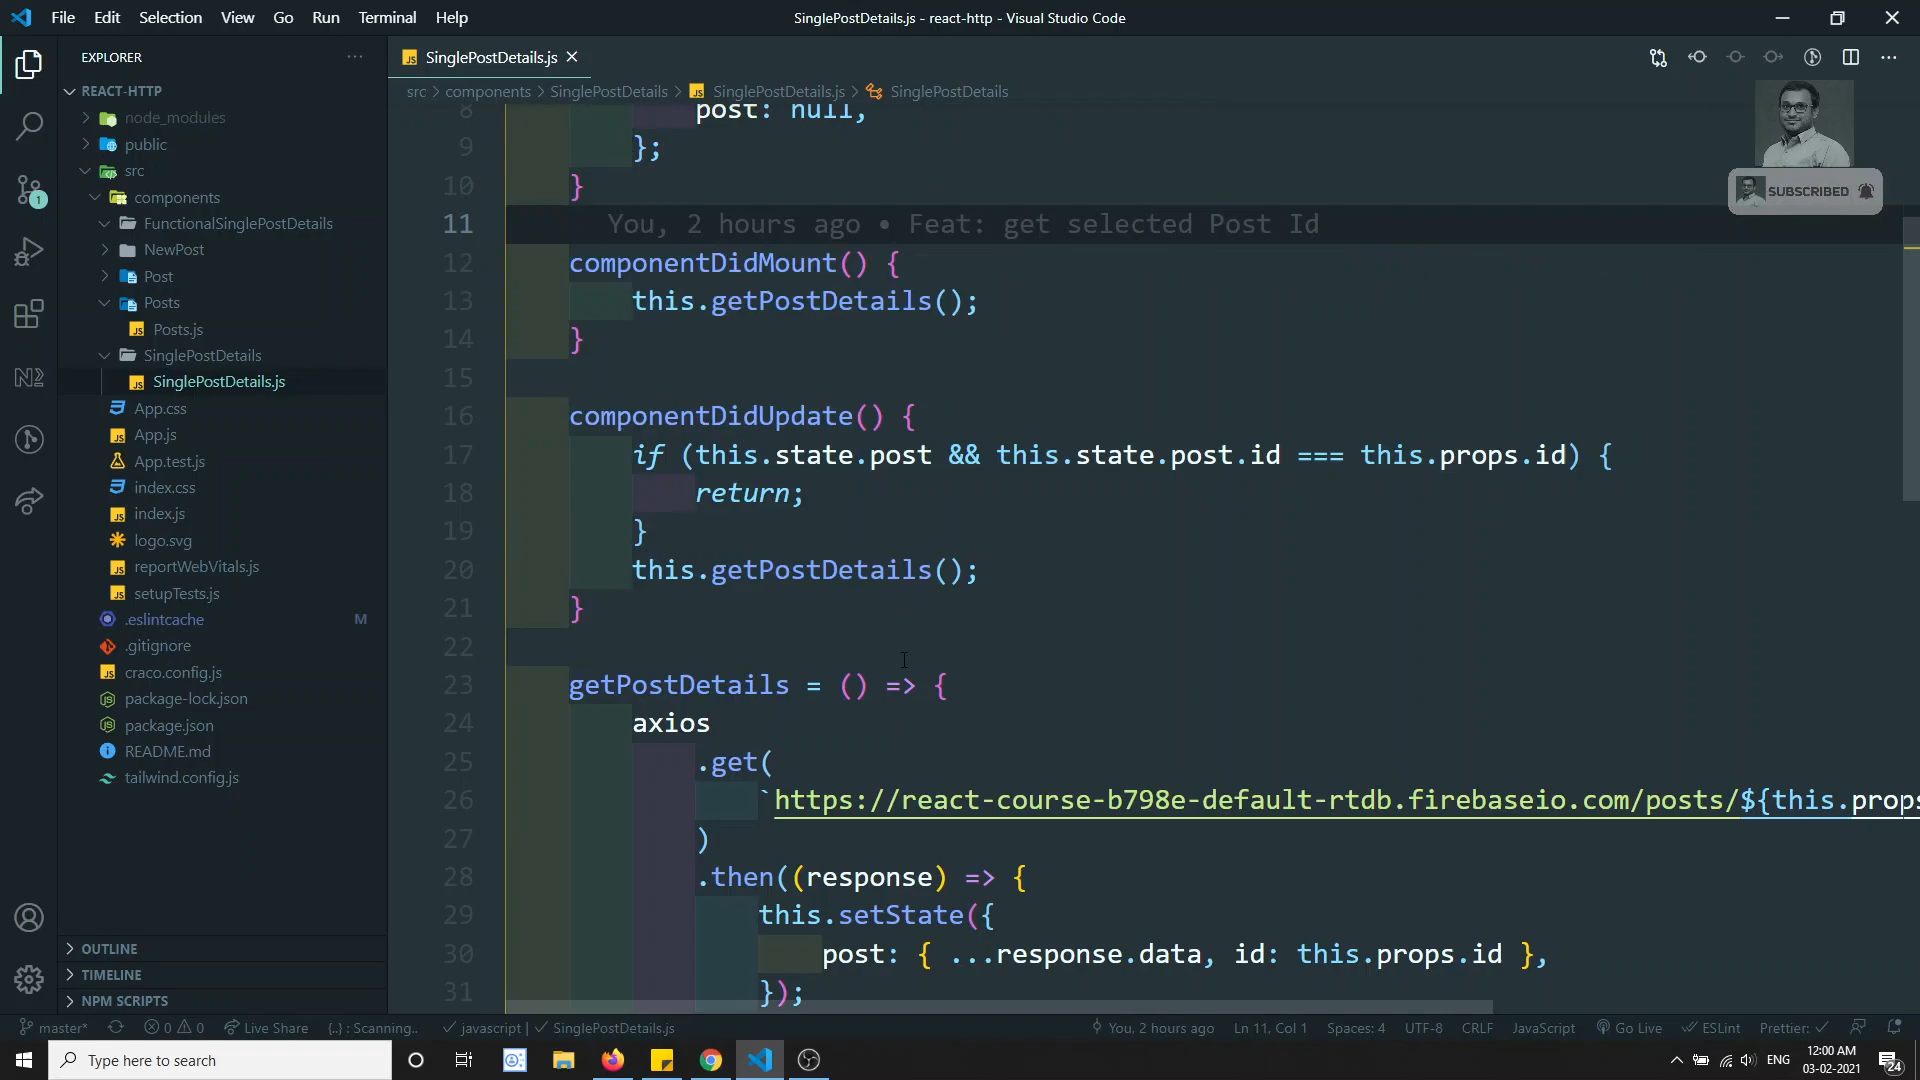 File Edit Selection View Go Run Terminal Help
SinglePostDetails.js - react-http - Visual Studio Code
EXPLORER
REACT-HTTP
node_modules
public
src
components
FunctionalSinglePostDetails
NewPost
Post
Posts
Posts.js
SinglePostDetails
SinglePostDetails.js
App.css
App.js
App.test.js
index.css
index.js
logo.svg
reportWebVitals.js
setupTests.js
.eslintcache M
.gitignore
craco.config.js
package-lock.json
package.json
README.md
tailwind.config.js
OUTLINE
TIMELINE
NPM SCRIPTS
SinglePostDetails.js
src > components > SinglePostDetails > SinglePostDetails.js > SinglePostDetails
SUBSCRIBED
8 post: null,
9 };
10 }
11 You, 2 hours ago • Feat: get selected Post Id
12 componentDidMount() {
13 this.getPostDetails();
14 }
15
16 componentDidUpdate() {
17 if (this.state.post && this.state.post.id === this.props.id) {
18 return;
19 }
20 this.getPostDetails();
21 }
22
23 getPostDetails = () => {
24 axios
25 .get(
26 `https://react-course-b798e-default-rtdb.firebaseio.com/posts/${this.props
27 )
28 .then((response) => {
29 this.setState({
30 post: { ...response.data, id: this.props.id },
31 });
master* 0 0 Live Share {..} : Scanning.. javascript | SinglePostDetails.js
You, 2 hours ago Ln 11, Col 1 Spaces: 4 UTF-8 CRLF JavaScript Go Live ESLint Prettier:
Type here to search
ENG 12:00 AM
03-02-2021
24